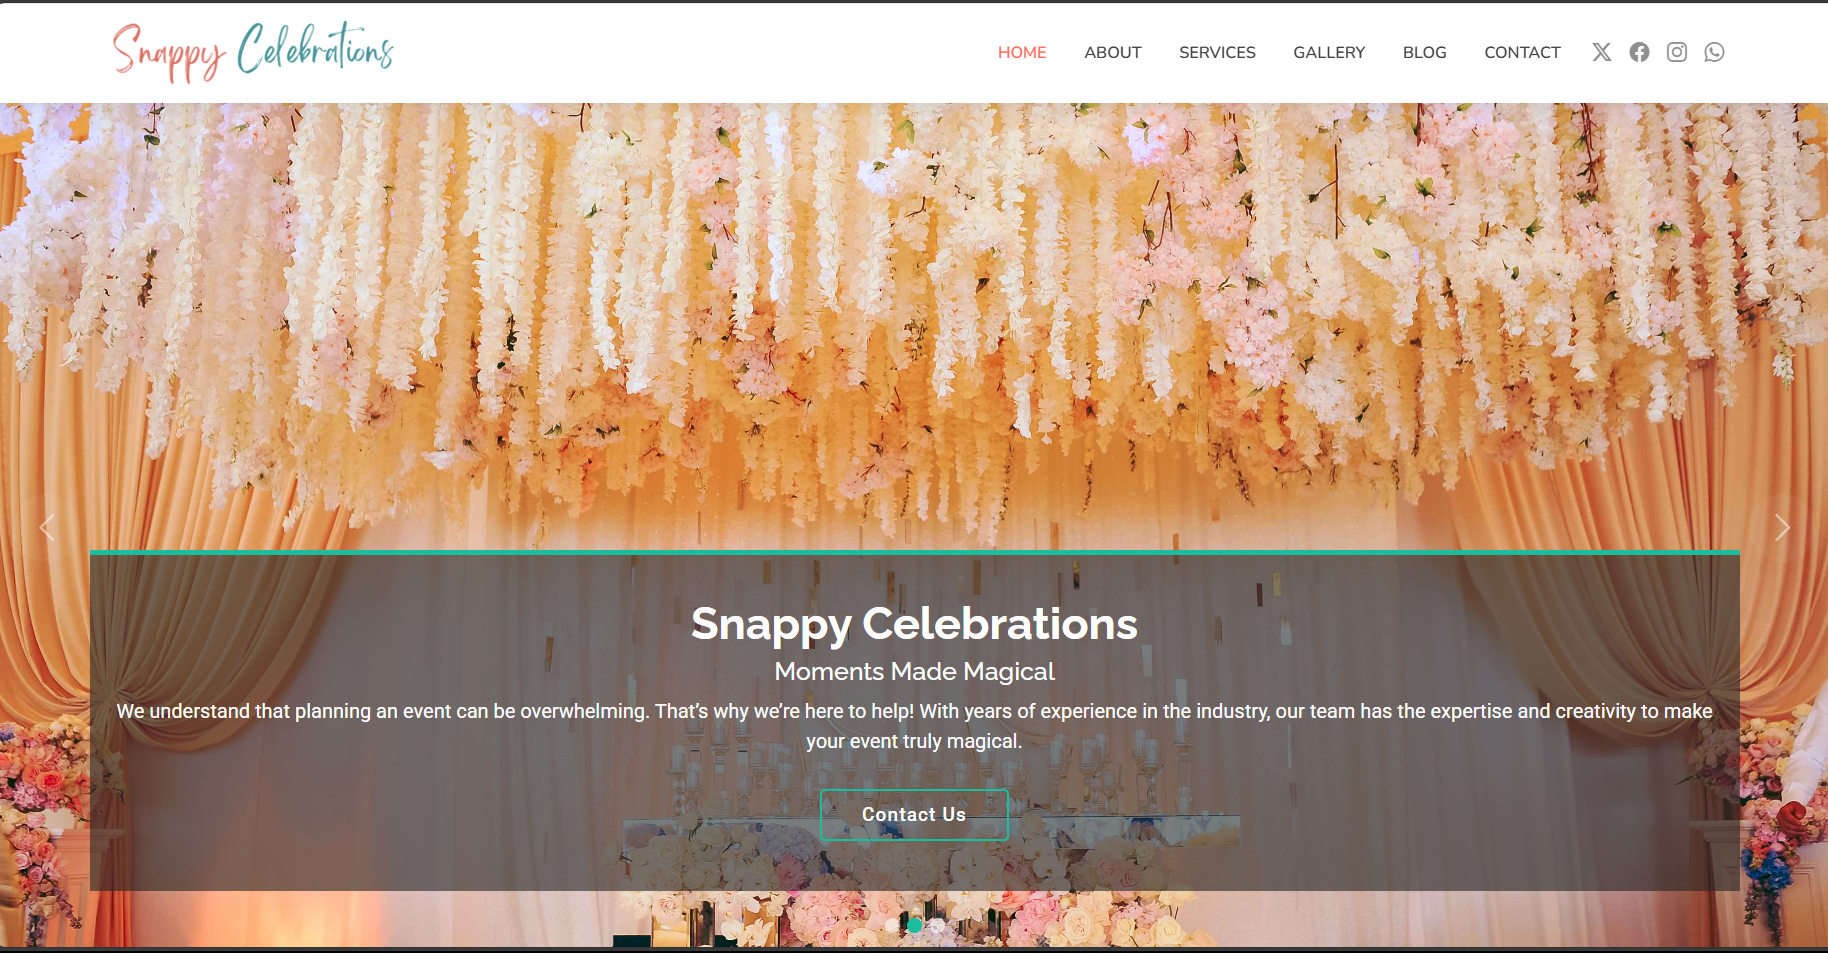 Snappy Celebrations
HOME
ABOUT
SERVICES
GALLERY
BLOG
CONTACT
Snappy Celebrations
Moments Made Magical
We understand that planning an event can be overwhelming. That’s why we’re here to help! With years of experience in the industry, our team has the expertise and creativity to make
your event truly magical.
Contact Us